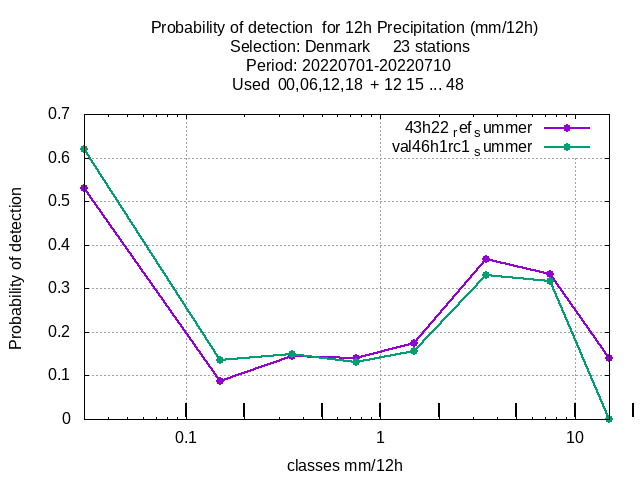 Probability of detection  for 12h Precipitation (mm/12h)
Selection: Denmark     23 stations
Period: 20220701-20220710
Used  00,06,12,18  + 12 15 ... 48
0.7
0.6
0.5
0.4
0.3
0.2
0.1
0
Probability of detection
43h22 ref summer
val46h1rc1 summer
0.1 1 10
classes mm/12h